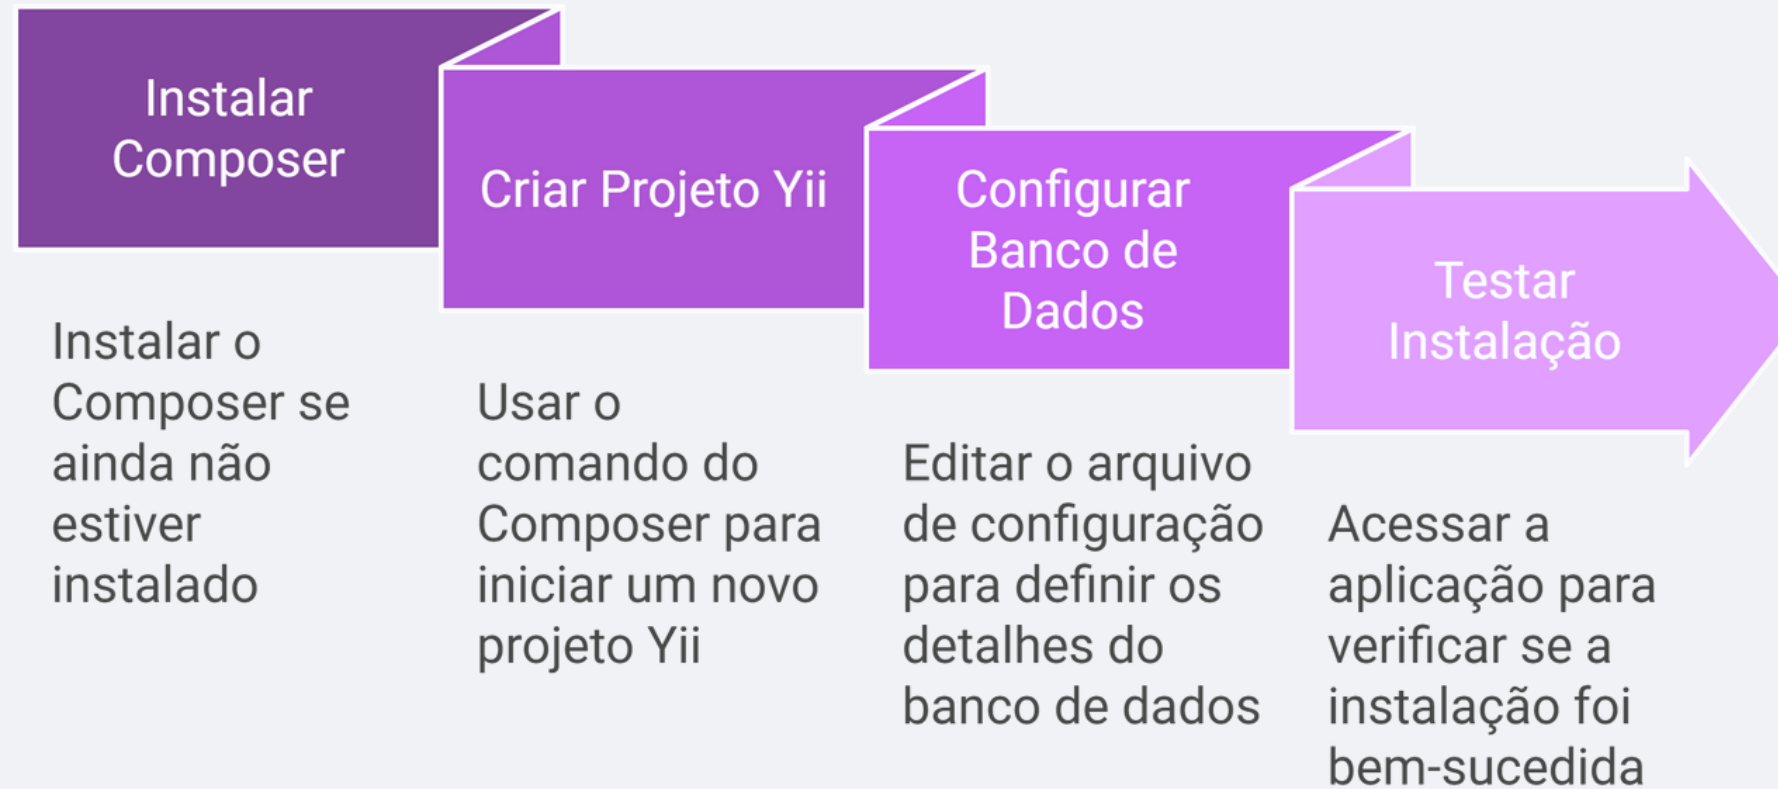 Instalar
Composer
Instalar o
Composer se
ainda não
estiver
instalado
Criar Projeto Yii
Usar o
comando do
Composer para
iniciar um novo
projeto Yii
Configurar
Banco de
Dados
Editar o arquivo
de configuração
para definir os
detalhes do
banco de dados
Testar
Instalação
Acessar a
aplicação para
verificar se a
instalação foi
bem-sucedida